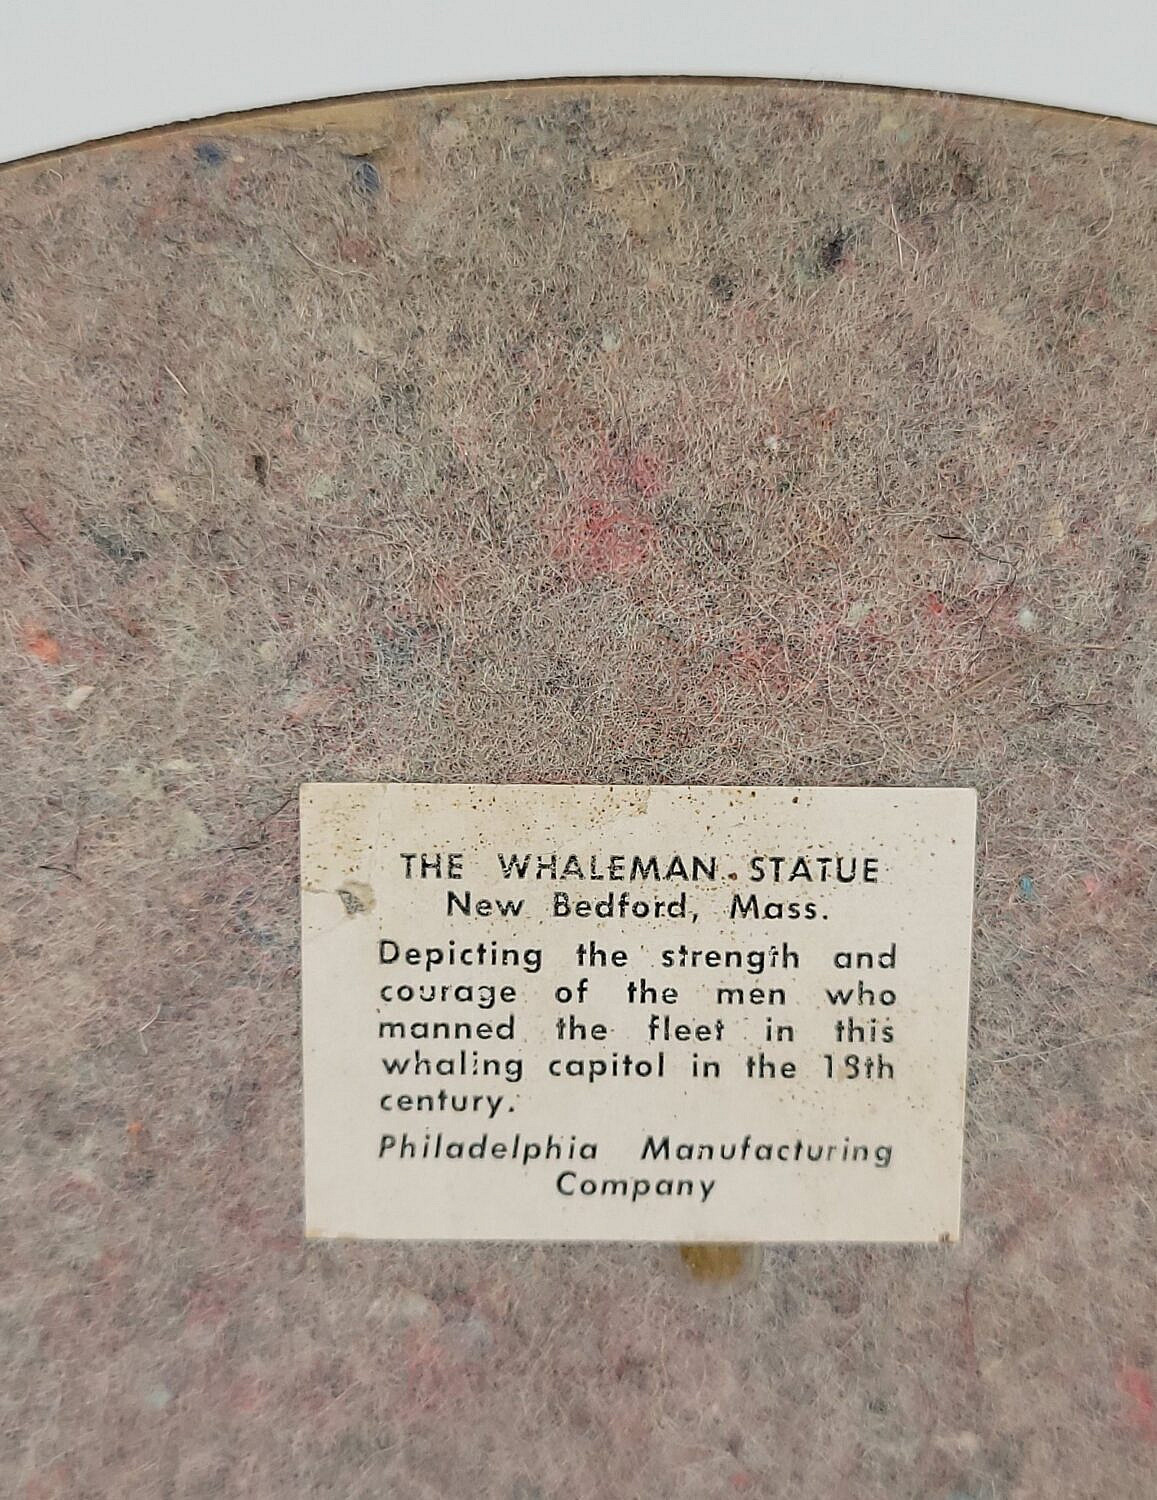 THE WHALEMAN STATUE
New Bedford, Mass.
Depicting the strength and
courage of the men who
manned the fleet in this
whaling capitol in the 18th
century.
Philadelphia Manufacturing
Company